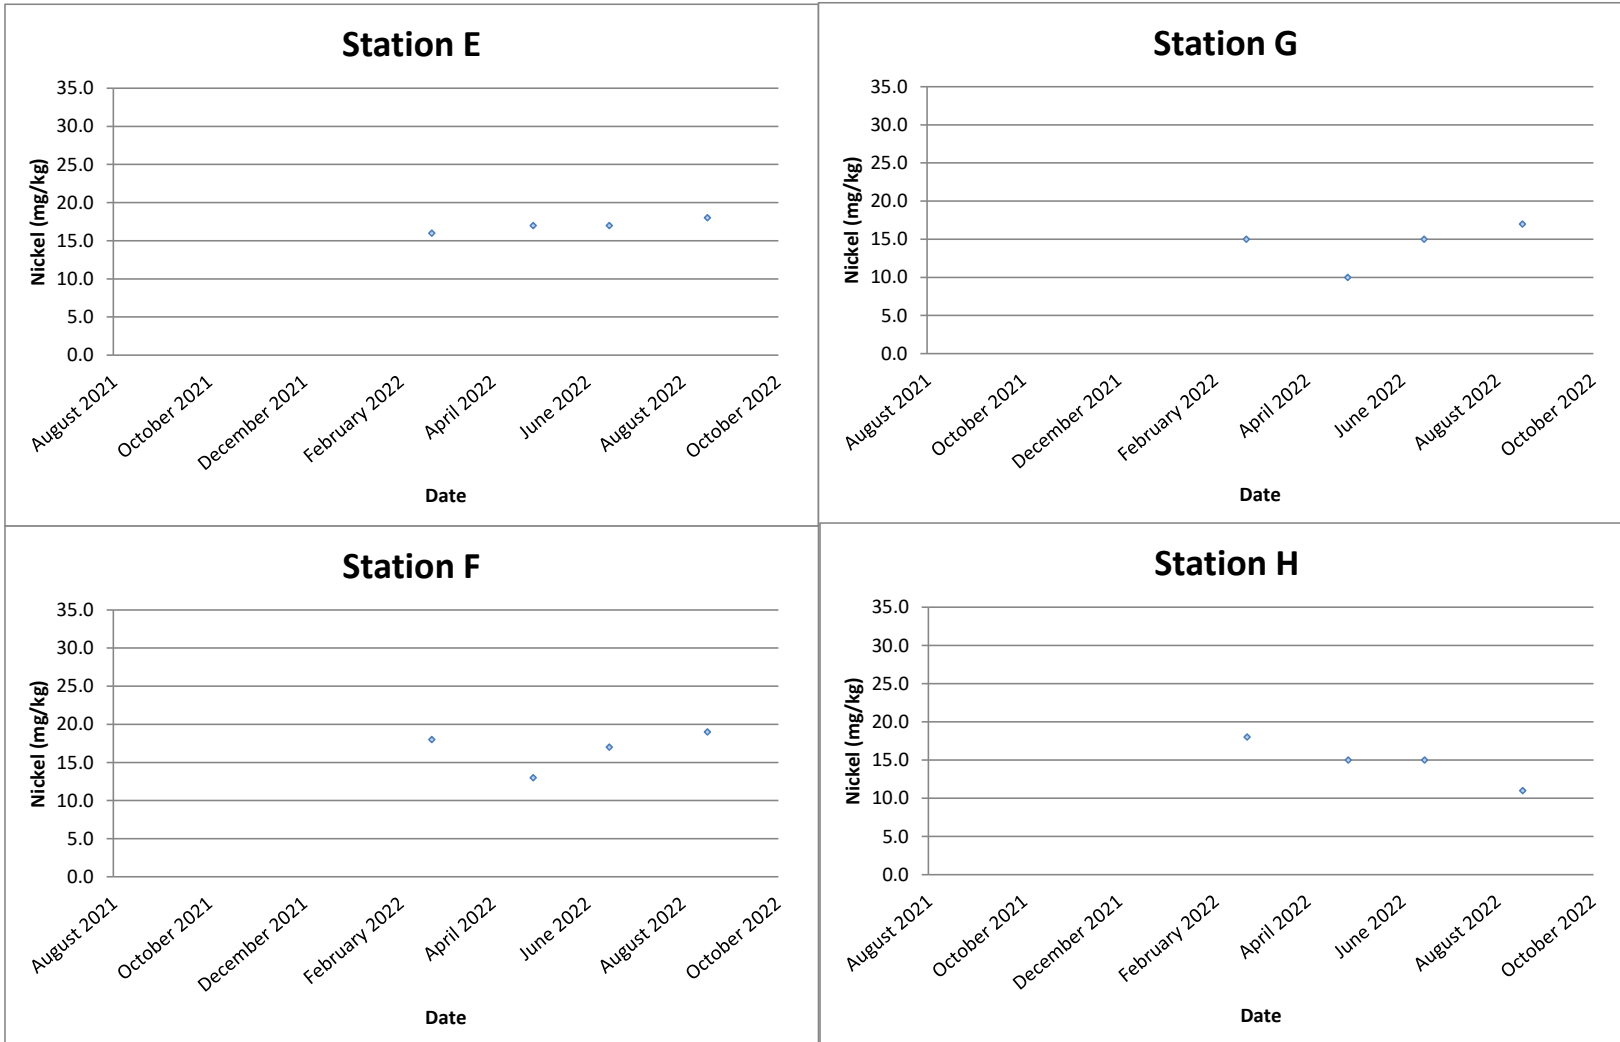 Station E
35.0
30.0
25.0
20.0
15.0
10.0
5.0
0.0
Nickel (mg/kg)
August 2021
October 2021
December 2021
February 2022
April 2022
June 2022
August 2022
October 2022
Date
Station G
35.0
30.0
25.0
20.0
15.0
10.0
5.0
0.0
Nickel (mg/kg)
August 2021
October 2021
December 2021
February 2022
April 2022
June 2022
August 2022
October 2022
Date
Station F
35.0
30.0
25.0
20.0
15.0
10.0
5.0
0.0
Nickel (mg/kg)
August 2021
October 2021
December 2021
February 2022
April 2022
June 2022
August 2022
October 2022
Date
Station H
35.0
30.0
25.0
20.0
15.0
10.0
5.0
0.0
Nickel (mg/kg)
August 2021
October 2021
December 2021
February 2022
April 2022
June 2022
August 2022
October 2022
Date